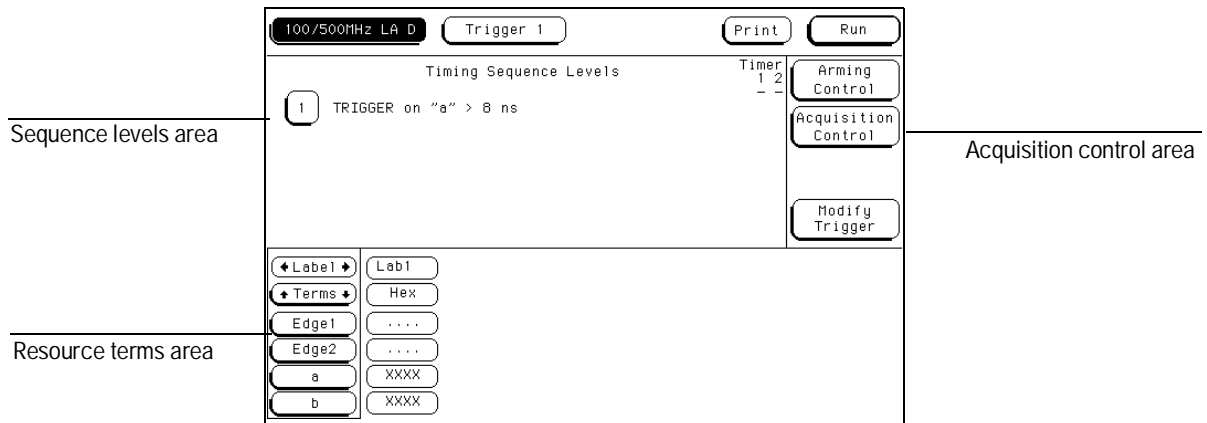 100/500MHz LA D Trigger 1 Print Run
Timing Sequence Levels
Timer
1 2
- -
1 TRIGGER on "a" > 8 ns
Arming
Control
Acquisition
Control
Modify
Trigger
Sequence levels area
Acquisition control area
Label Lab1
Terms Hex
Edge1 ....
Edge2 ....
a XXXX
b XXXX
Resource terms area